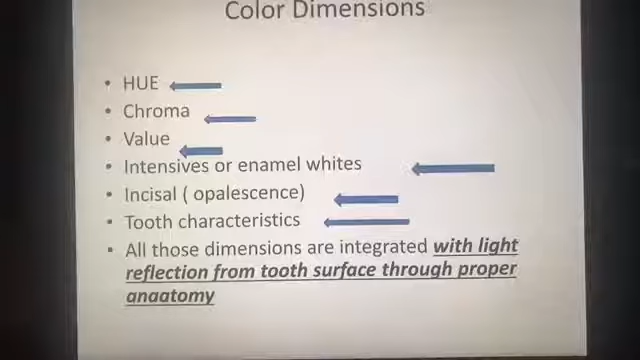 Color Dimensions
• HUE
• Chroma
• Value
• Intensives or enamel whites
• Incisal ( opalescence)
• Tooth characteristics
• All those dimensions are integrated with light
reflection from tooth surface through proper
anaatomy